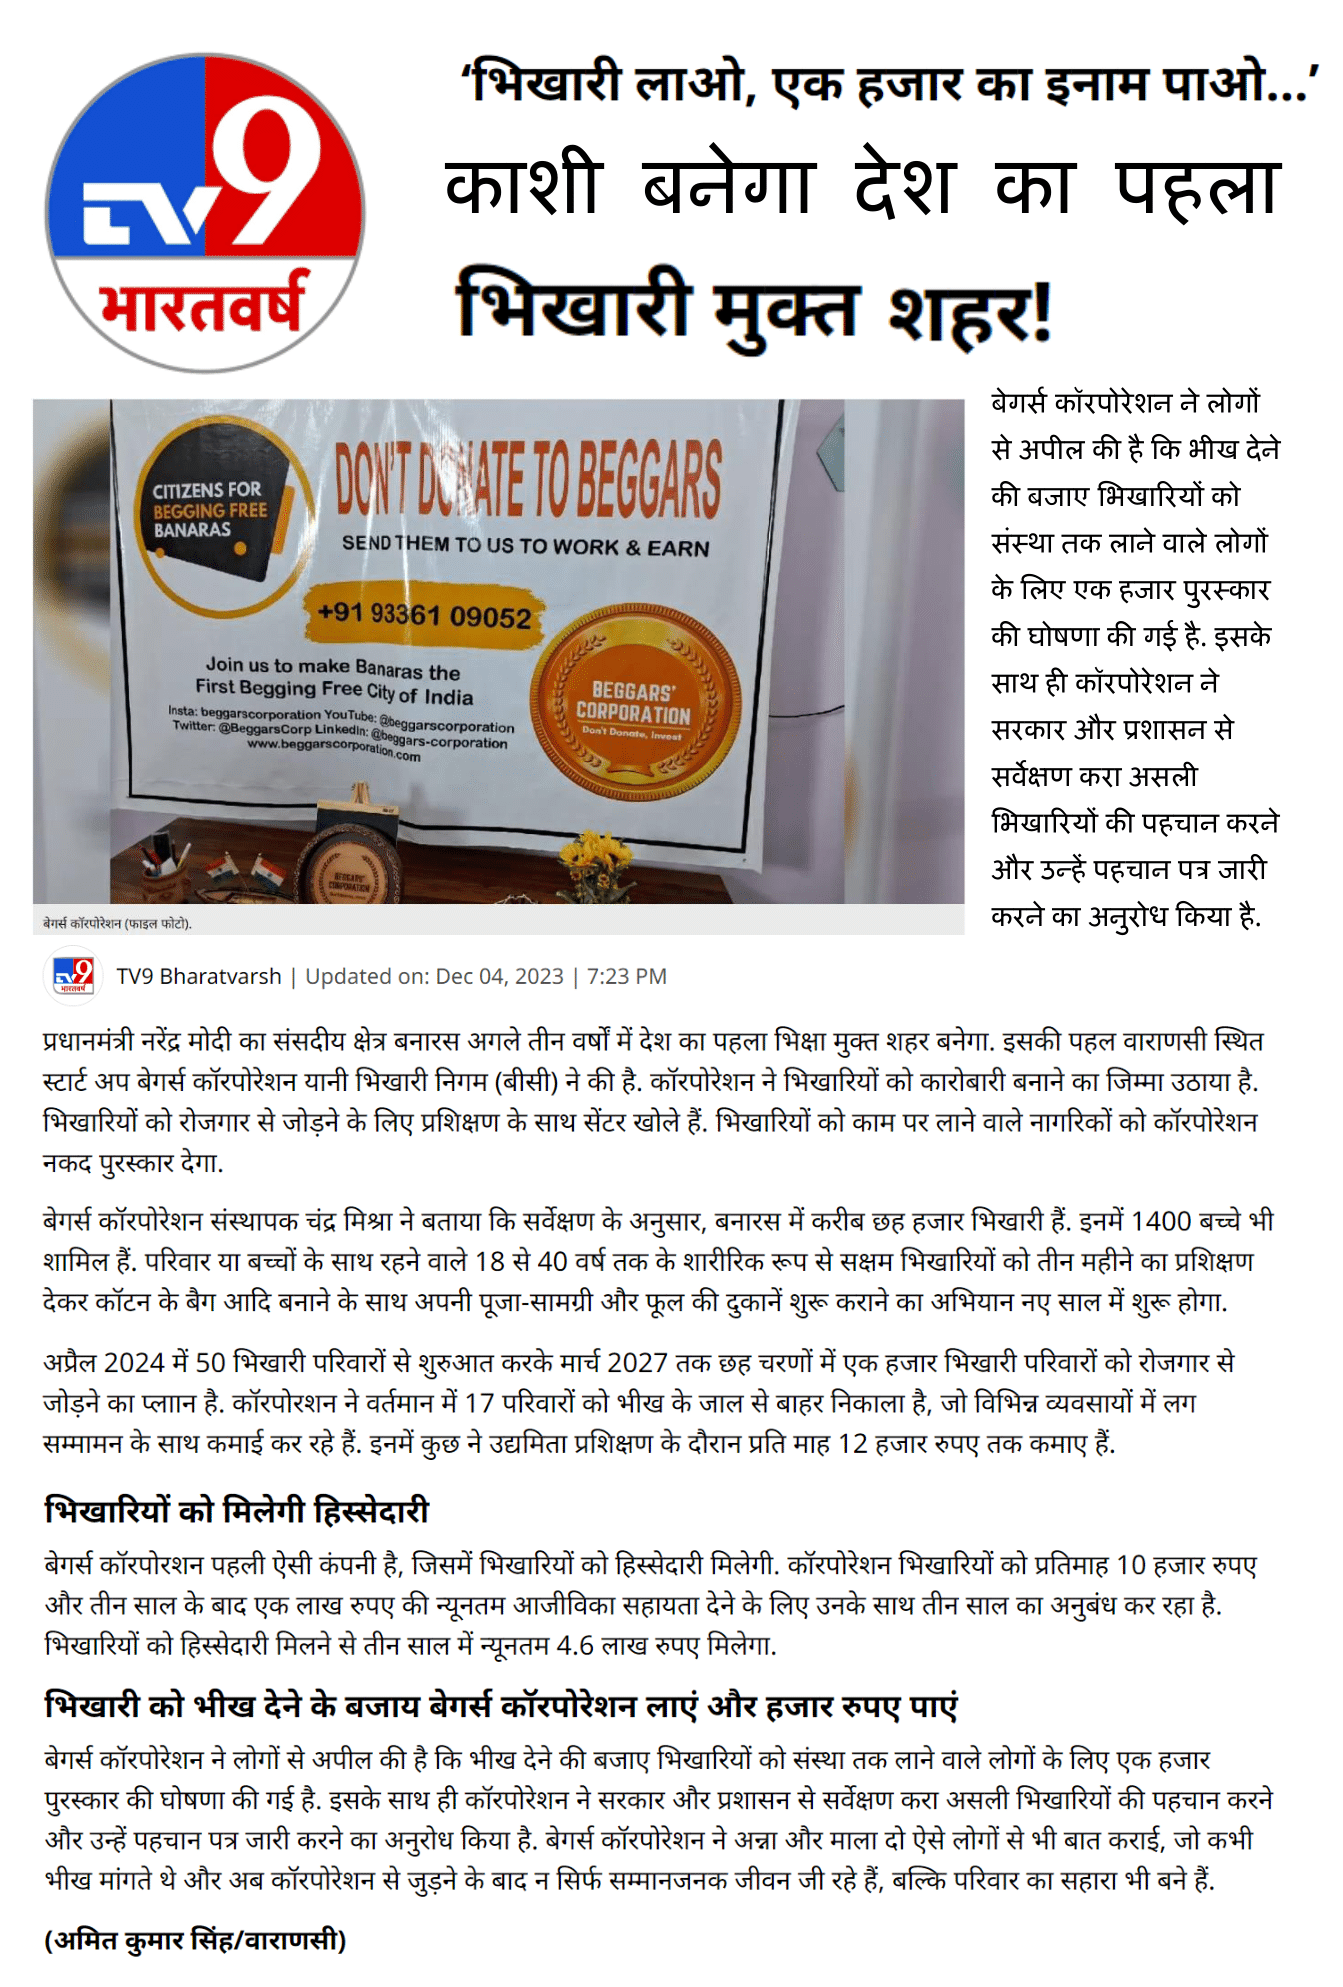 TV9
भारतवर्ष
‘भिखारी लाओ, एक हजार का इनाम पाओ...’
काशी बनेगा देश का पहला
भिखारी मुक्त शहर!
CITIZENS FOR
BEGGING FREE
BANARAS
DON'T DONATE TO BEGGARS
SEND THEM TO US TO WORK & EARN
+91 93361 09052
Join us to make Banaras the
First Begging Free City of India
Insta: beggarscorporation YouTube: @beggarscorporation
Twitter: @BeggarsCorp LinkedIn: @beggars-corporation
www.beggarscorporation.com
BEGGARS'
CORPORATION
Don't Donate, Invest
BEGGARS'
CORPORATION
बेगर्स कॉरपोरेशन (फाइल फोटो).
बेगर्स कॉरपोरेशन ने लोगों
से अपील की है कि भीख देने
की बजाए भिखारियों को
संस्था तक लाने वाले लोगों
के लिए एक हजार पुरस्कार
की घोषणा की गई है. इसके
साथ ही कॉरपोरेशन ने
सरकार और प्रशासन से
सर्वेक्षण करा असली
भिखारियों की पहचान करने
और उन्हें पहचान पत्र जारी
करने का अनुरोध किया है.
TV9
भारतवर्ष
TV9 Bharatvarsh | Updated on: Dec 04, 2023 | 7:23 PM
प्रधानमंत्री नरेंद्र मोदी का संसदीय क्षेत्र बनारस अगले तीन वर्षों में देश का पहला भिक्षा मुक्त शहर बनेगा. इसकी पहल वाराणसी स्थित
स्टार्ट अप बेगर्स कॉरपोरेशन यानी भिखारी निगम (बीसी) ने की है. कॉरपोरेशन ने भिखारियों को कारोबारी बनाने का जिम्मा उठाया है.
भिखारियों को रोजगार से जोड़ने के लिए प्रशिक्षण के साथ सेंटर खोले हैं. भिखारियों को काम पर लाने वाले नागरिकों को कॉरपोरेशन
नकद पुरस्कार देगा.
बेगर्स कॉरपोरेशन संस्थापक चंद्र मिश्रा ने बताया कि सर्वेक्षण के अनुसार, बनारस में करीब छह हजार भिखारी हैं. इनमें 1400 बच्चे भी
शामिल हैं. परिवार या बच्चों के साथ रहने वाले 18 से 40 वर्ष तक के शारीरिक रूप से सक्षम भिखारियों को तीन महीने का प्रशिक्षण
देकर कॉटन के बैग आदि बनाने के साथ अपनी पूजा-सामग्री और फूल की दुकानें शुरू कराने का अभियान नए साल में शुरू होगा.
अप्रैल 2024 में 50 भिखारी परिवारों से शुरुआत करके मार्च 2027 तक छह चरणों में एक हजार भिखारी परिवारों को रोजगार से
जोड़ने का प्लाान है. कॉरपोरशन ने वर्तमान में 17 परिवारों को भीख के जाल से बाहर निकाला है, जो विभिन्न व्यवसायों में लग
सम्मामन के साथ कमाई कर रहे हैं. इनमें कुछ ने उद्यमिता प्रशिक्षण के दौरान प्रति माह 12 हजार रुपए तक कमाए हैं.
भिखारियों को मिलेगी हिस्सेदारी
बेगर्स कॉरपोरशन पहली ऐसी कंपनी है, जिसमें भिखारियों को हिस्सेदारी मिलेगी. कॉरपोरेशन भिखारियों को प्रतिमाह 10 हजार रुपए
और तीन साल के बाद एक लाख रुपए की न्यूनतम आजीविका सहायता देने के लिए उनके साथ तीन साल का अनुबंध कर रहा है.
भिखारियों को हिस्सेदारी मिलने से तीन साल में न्यूनतम 4.6 लाख रुपए मिलेगा.
भिखारी को भीख देने के बजाय बेगर्स कॉरपोरेशन लाएं और हजार रुपए पाएं
बेगर्स कॉरपोरेशन ने लोगों से अपील की है कि भीख देने की बजाए भिखारियों को संस्था तक लाने वाले लोगों के लिए एक हजार
पुरस्कार की घोषणा की गई है. इसके साथ ही कॉरपोरेशन ने सरकार और प्रशासन से सर्वेक्षण करा असली भिखारियों की पहचान करने
और उन्हें पहचान पत्र जारी करने का अनुरोध किया है. बेगर्स कॉरपोरेशन ने अन्ना और माला दो ऐसे लोगों से भी बात कराई, जो कभी
भीख मांगते थे और अब कॉरपोरेशन से जुड़ने के बाद न सिर्फ सम्मानजनक जीवन जी रहे हैं, बल्कि परिवार का सहारा भी बने हैं.
(अमित कुमार सिंह/वाराणसी)